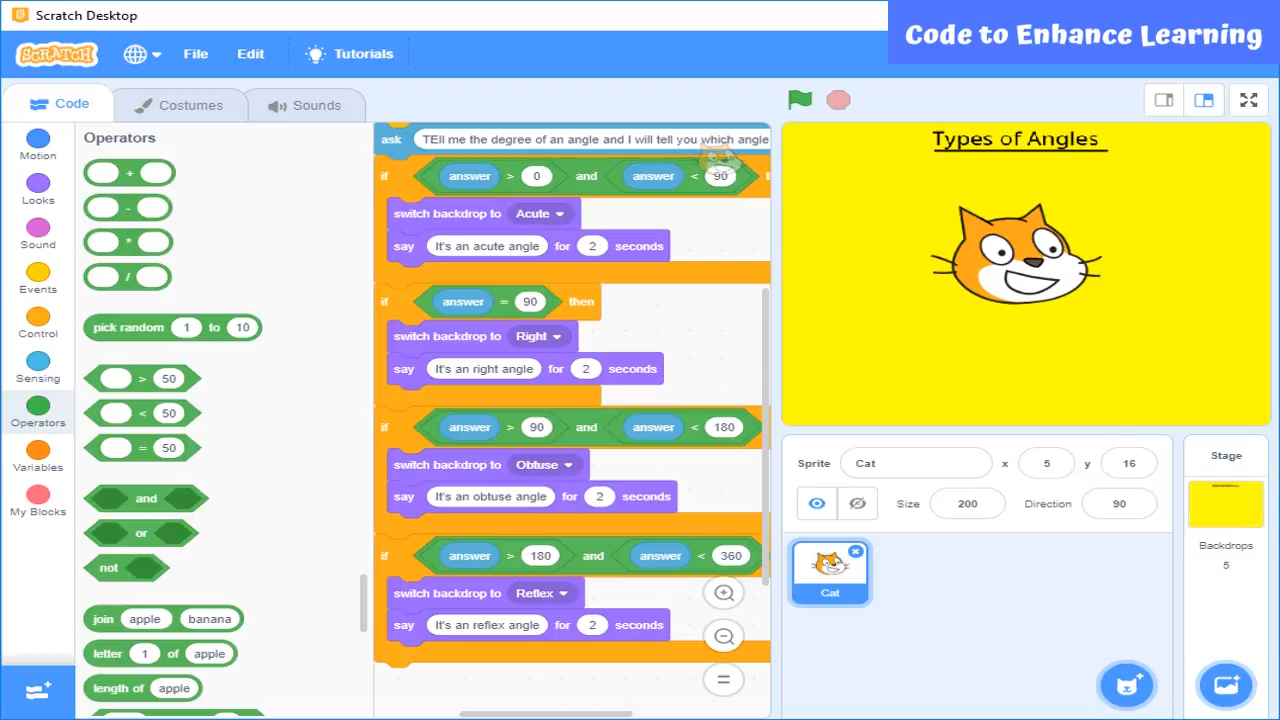 Scratch Desktop
Code to Enhance Learning
SCRATCH
File Edit Tutorials
Code Costumes Sounds
Motion
Looks
Sound
Events
Control
Sensing
Operators
Variables
My Blocks
Operators
+
-
*
/
pick random 1 to 10
> 50
< 50
= 50
and
or
not
join apple banana
letter 1 of apple
length of apple
ask TEll me the degree of an angle and I will tell you which angle
if answer > 0 and answer < 90
switch backdrop to Acute
say It's an acute angle for 2 seconds
if answer = 90 then
switch backdrop to Right
say It's an right angle for 2 seconds
if answer > 90 and answer < 180
switch backdrop to Obtuse
say It's an obtuse angle for 2 seconds
if answer > 180 and answer < 360
switch backdrop to Reflex
say It's an reflex angle for 2 seconds
Types of Angles
Sprite Cat x 5 y 16
Size 200 Direction 90
Cat
Stage
Backdrops
5